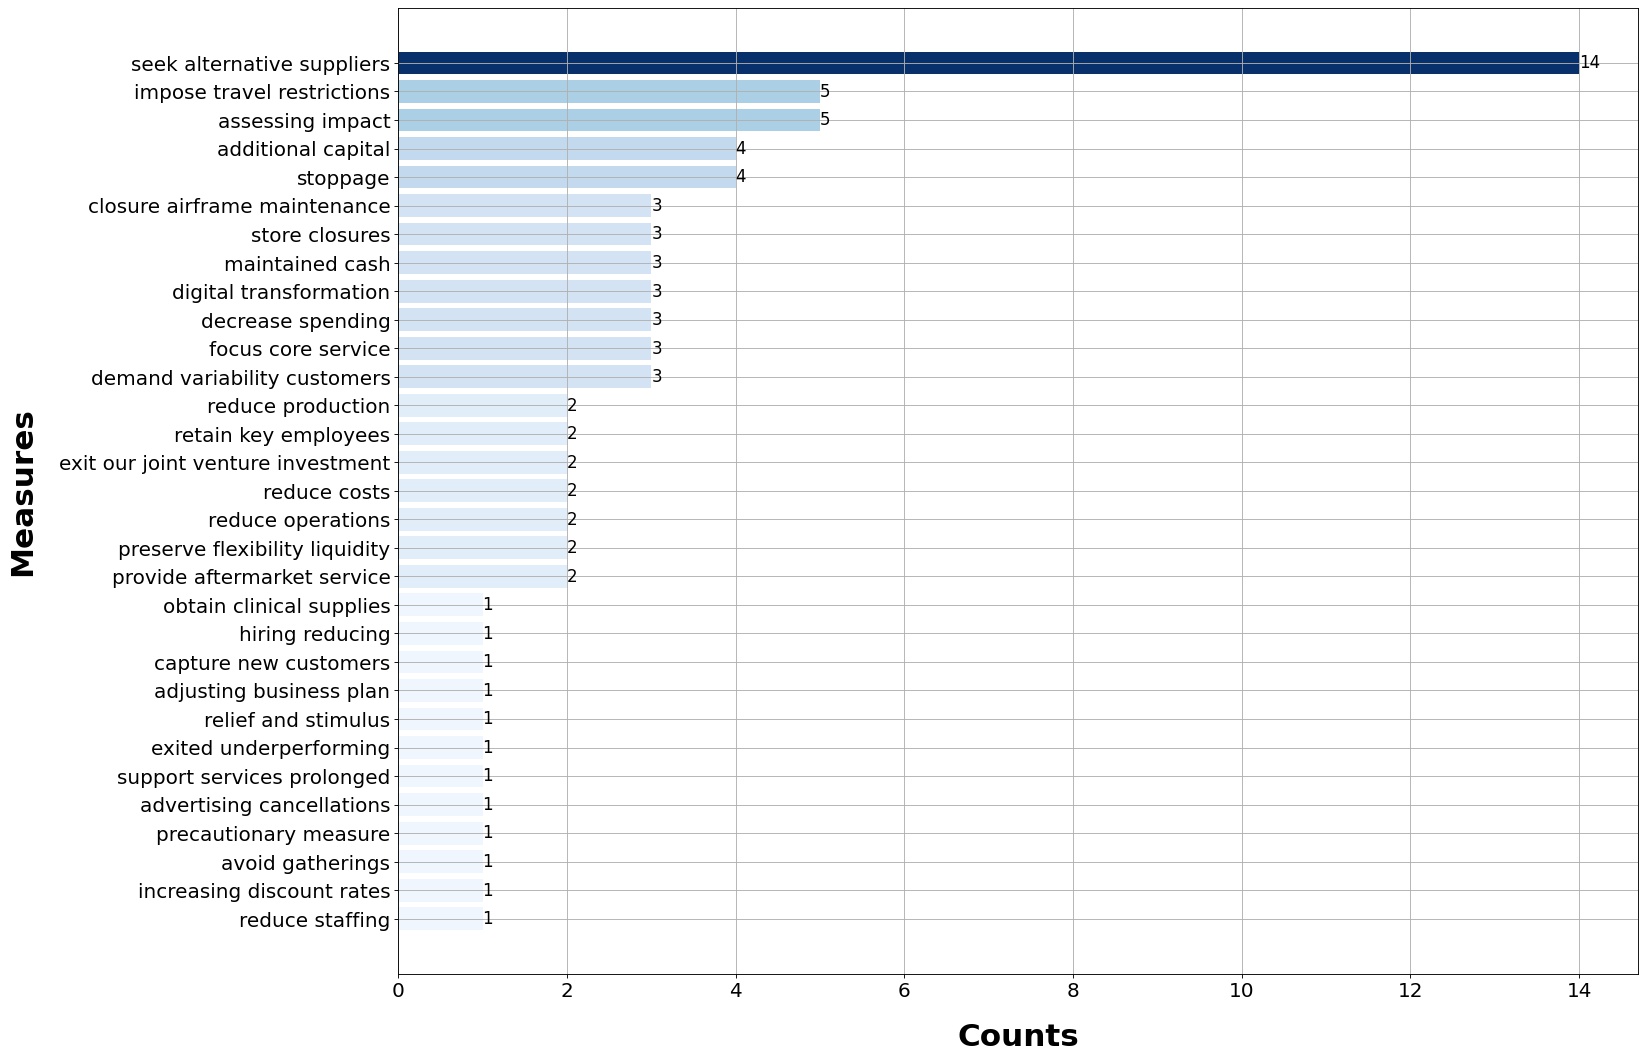 seek alternative suppliers 14
impose travel restrictions 5
assessing impact 5
additional capital 4
stoppage 4
closure airframe maintenance 3
store closures 3
maintained cash 3
digital transformation 3
decrease spending 3
focus core service 3
demand variability customers 3
reduce production 2
retain key employees 2
exit our joint venture investment 2
reduce costs 2
reduce operations 2
preserve flexibility liquidity 2
provide aftermarket service 2
obtain clinical supplies 1
hiring reducing 1
capture new customers 1
adjusting business plan 1
relief and stimulus 1
exited underperforming 1
support services prolonged 1
advertising cancellations 1
precautionary measure 1
avoid gatherings 1
increasing discount rates 1
reduce staffing 1
Measures
0 2 4 6 8 10 12 14
Counts